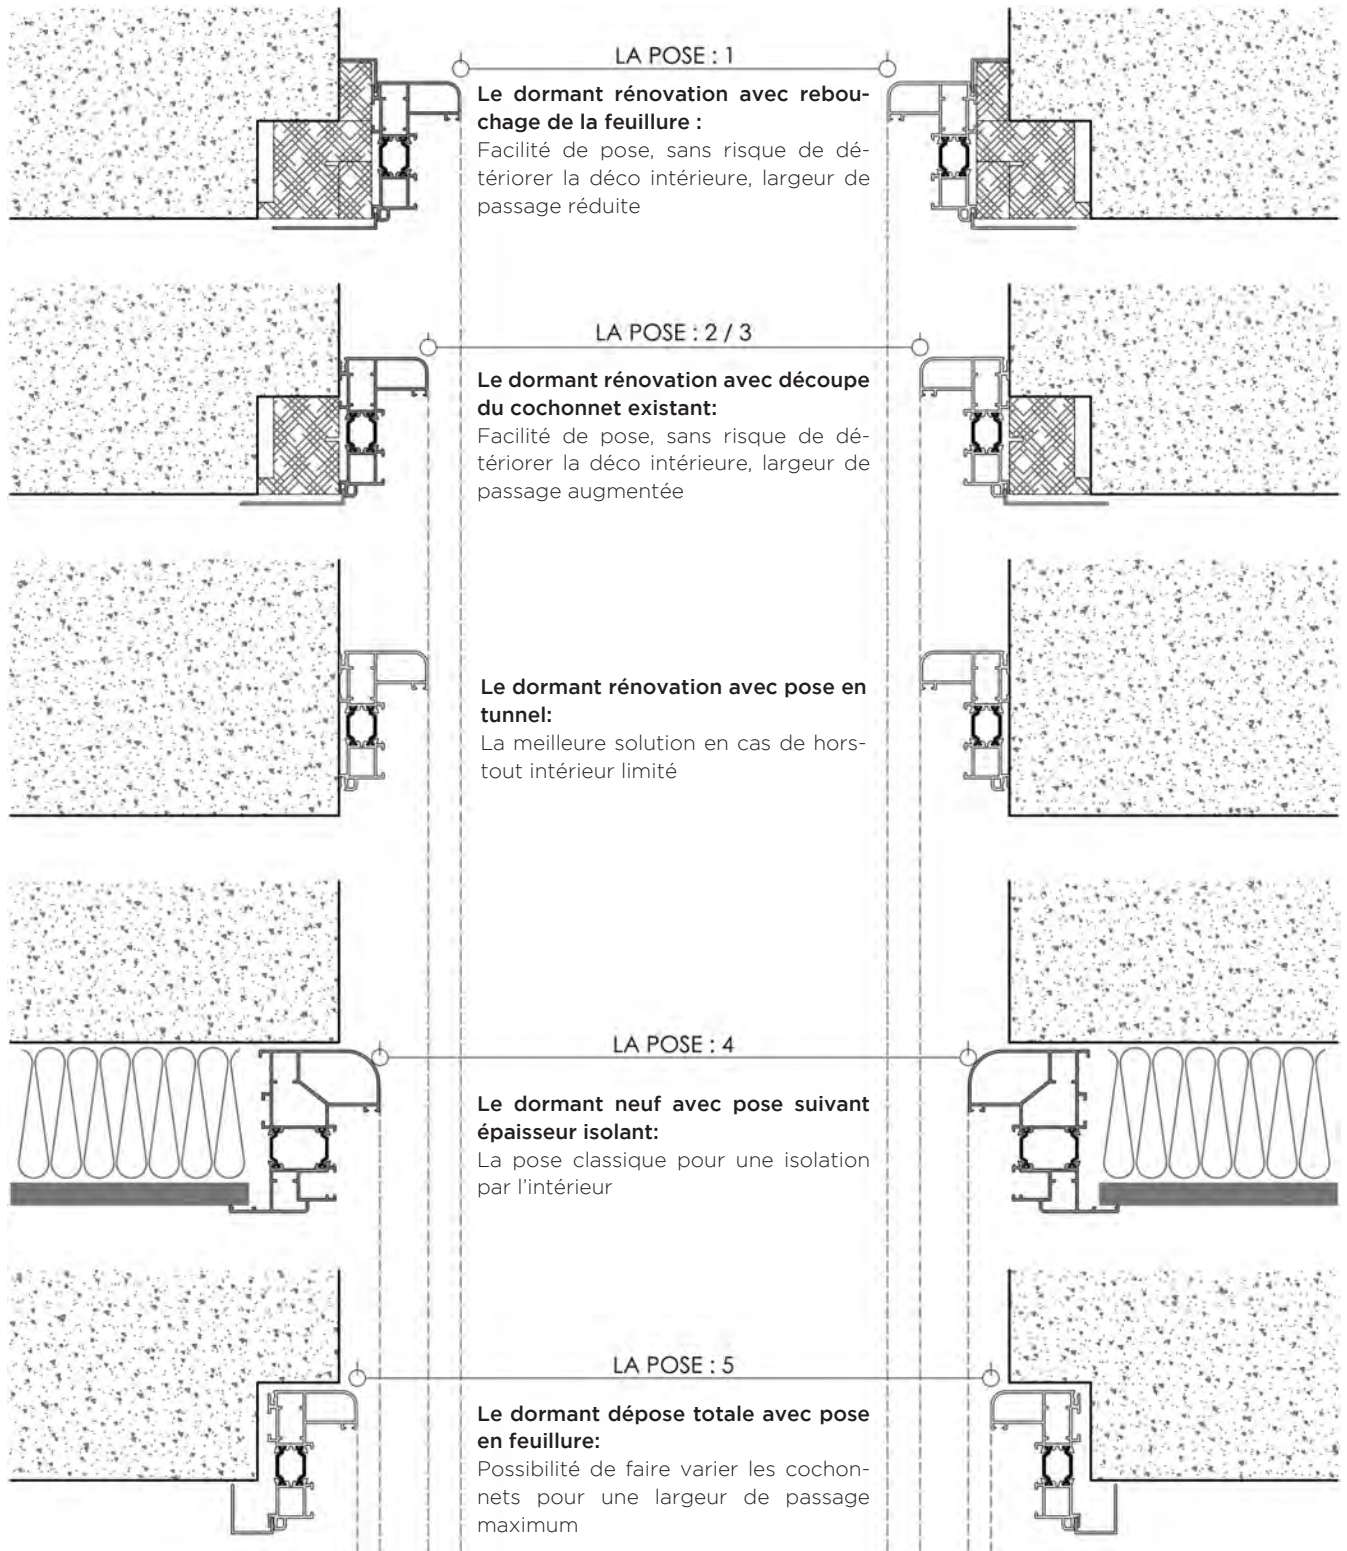 LA POSE : 1
Le dormant rénovation avec rebou-
chage de la feuillure :
Facilité de pose, sans risque de dé-
tériorer la déco intérieure, largeur de
passage réduite
LA POSE : 2 / 3
Le dormant rénovation avec découpe
du cochonnet existant:
Facilité de pose, sans risque de dé-
tériorer la déco intérieure, largeur de
passage augmentée
Le dormant rénovation avec pose en
tunnel:
La meilleure solution en cas de hors-
tout intérieur limité
LA POSE : 4
Le dormant neuf avec pose suivant
épaisseur isolant:
La pose classique pour une isolation
par l'intérieur
LA POSE : 5
Le dormant dépose totale avec pose
en feuillure:
Possibilité de faire varier les cochon-
nets pour une largeur de passage
maximum